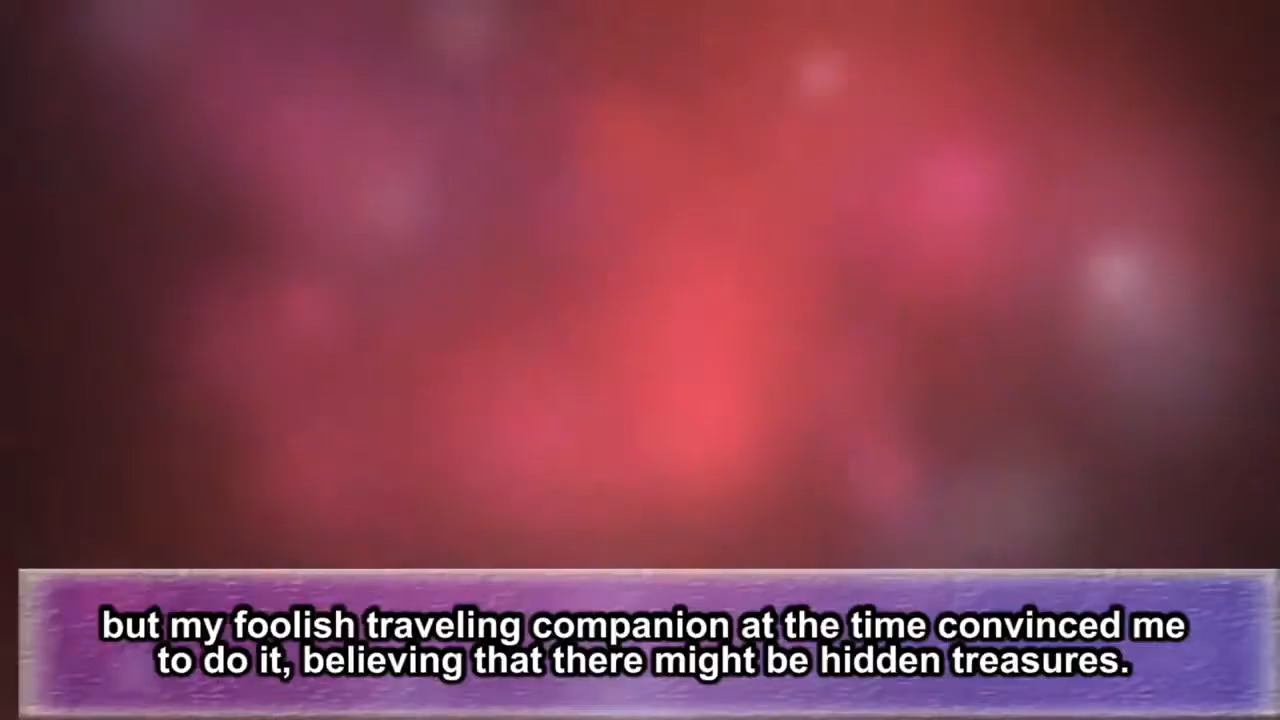 but my foolish traveling companion at the time convinced me
to do it, believing that there might be hidden treasures.